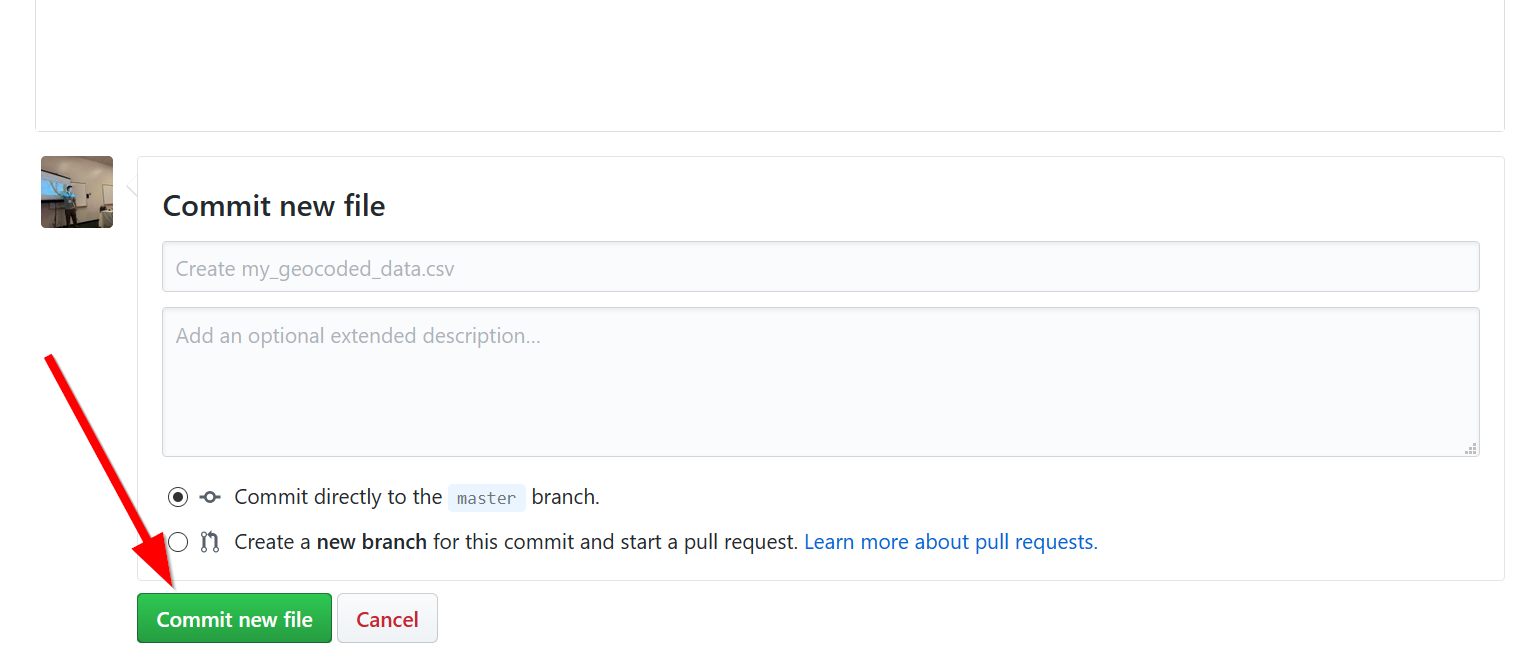 Commit new file
Create my_geocoded_data.csv
Add an optional extended description...
Commit directly to the master branch.
Create a new branch for this commit and start a pull request. Learn more about pull requests.
Commit new file
Cancel